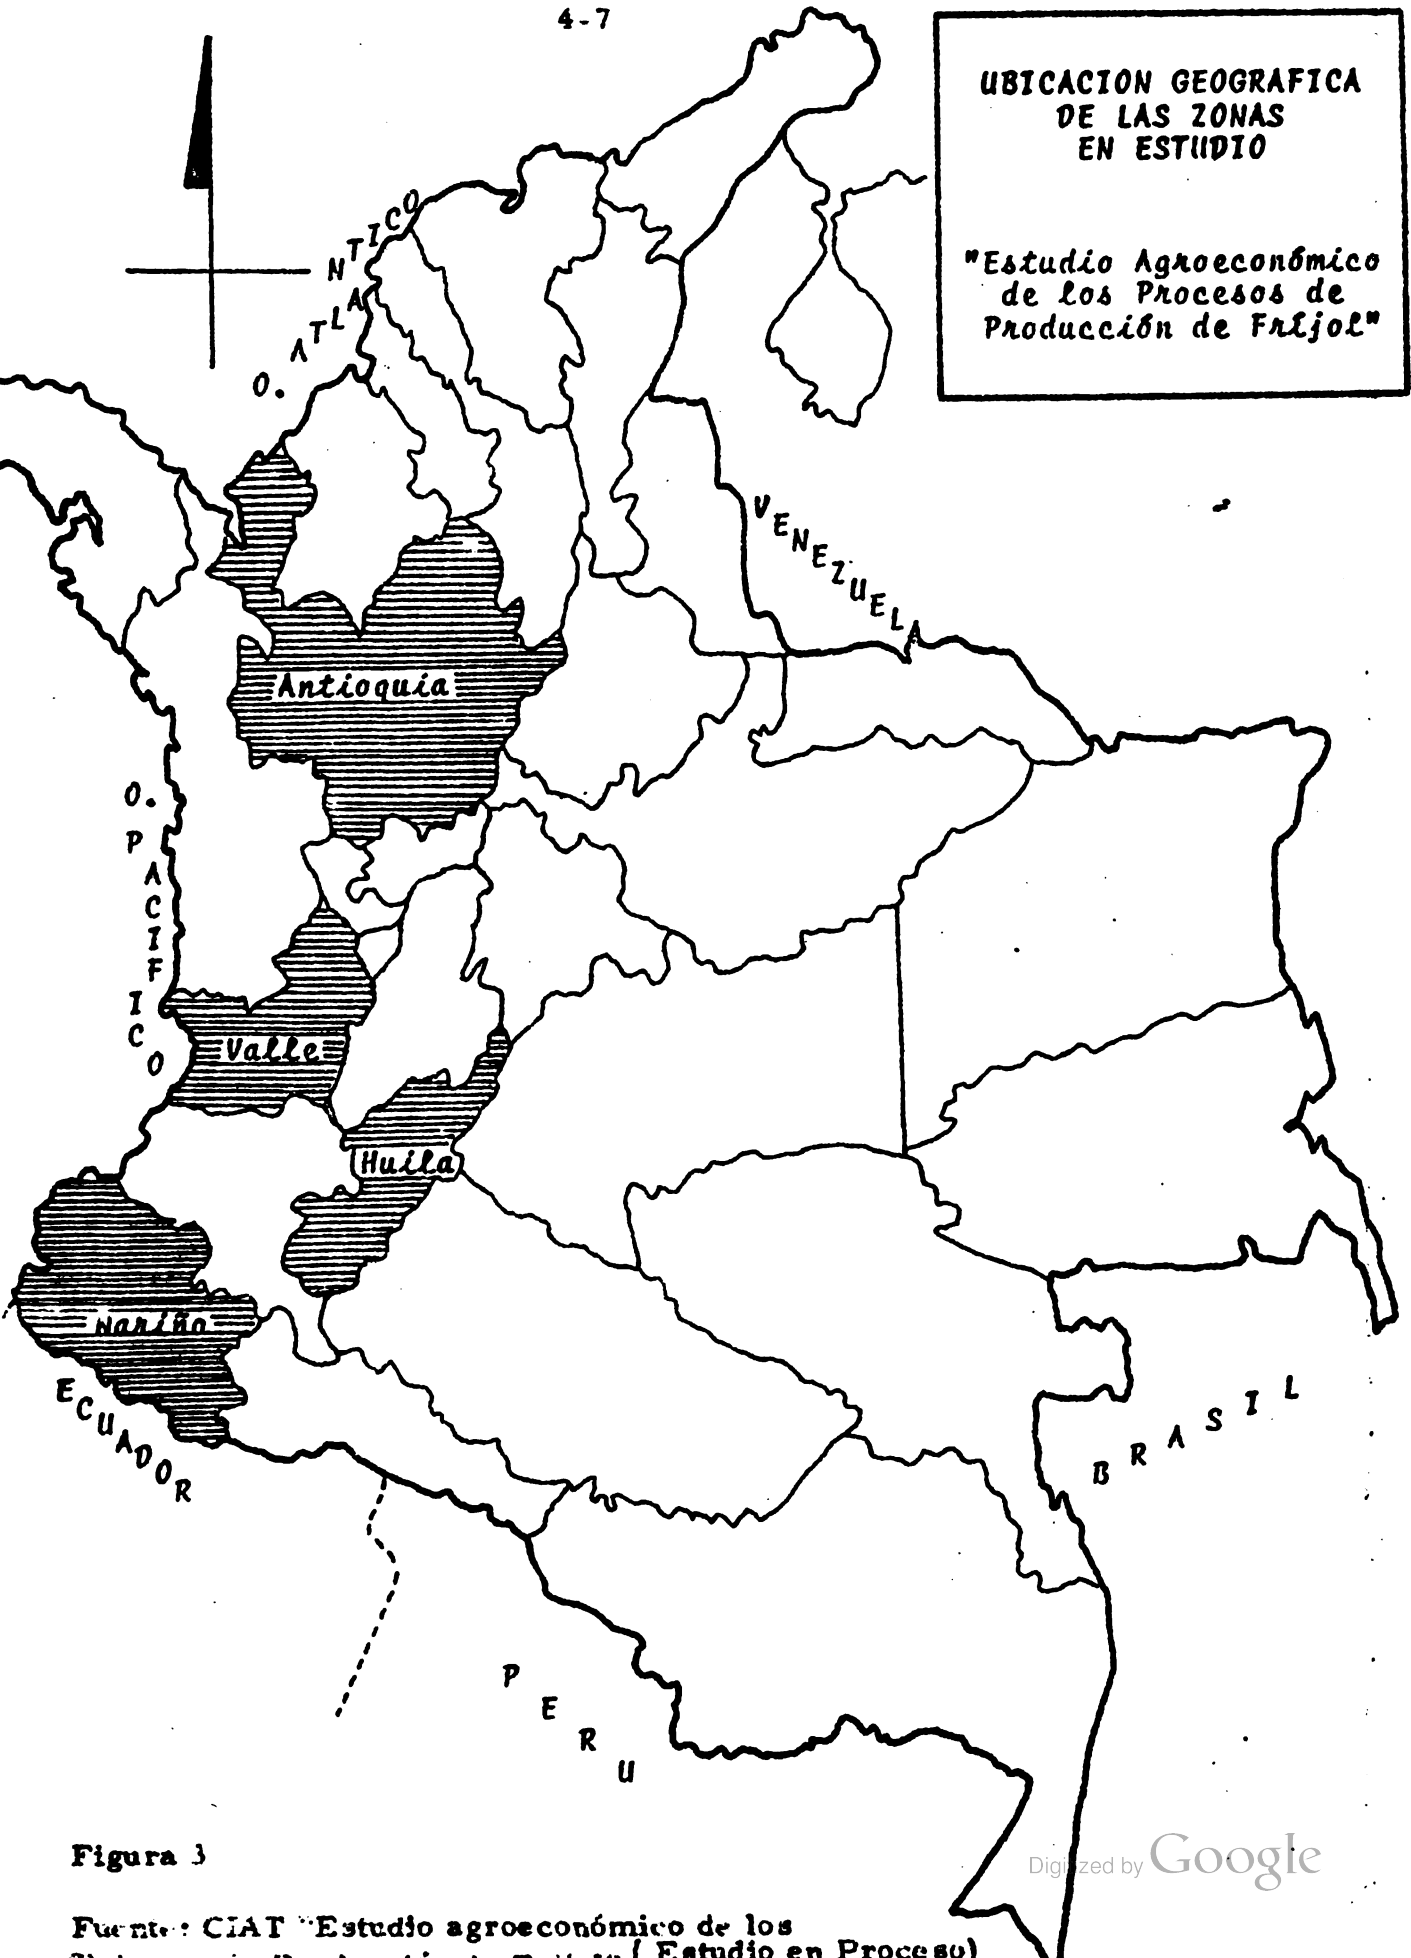 4-7
UBICACION GEOGRAFICA
DE LAS ZONAS
EN ESTUDIO
"Estudio Agroeconómico
de los Procesos de
Producción de Fríjol"
O. ATLANTICO
VENEZUELA
Antioquia
O. PACIFICO
Valle
Huila
Nariño
ECUADOR
BRASIL
PERU
Figura 3
Digitized by Google
Fuente: CIAT "Estudio agroeconómico de los
(Estudio en Proceso)